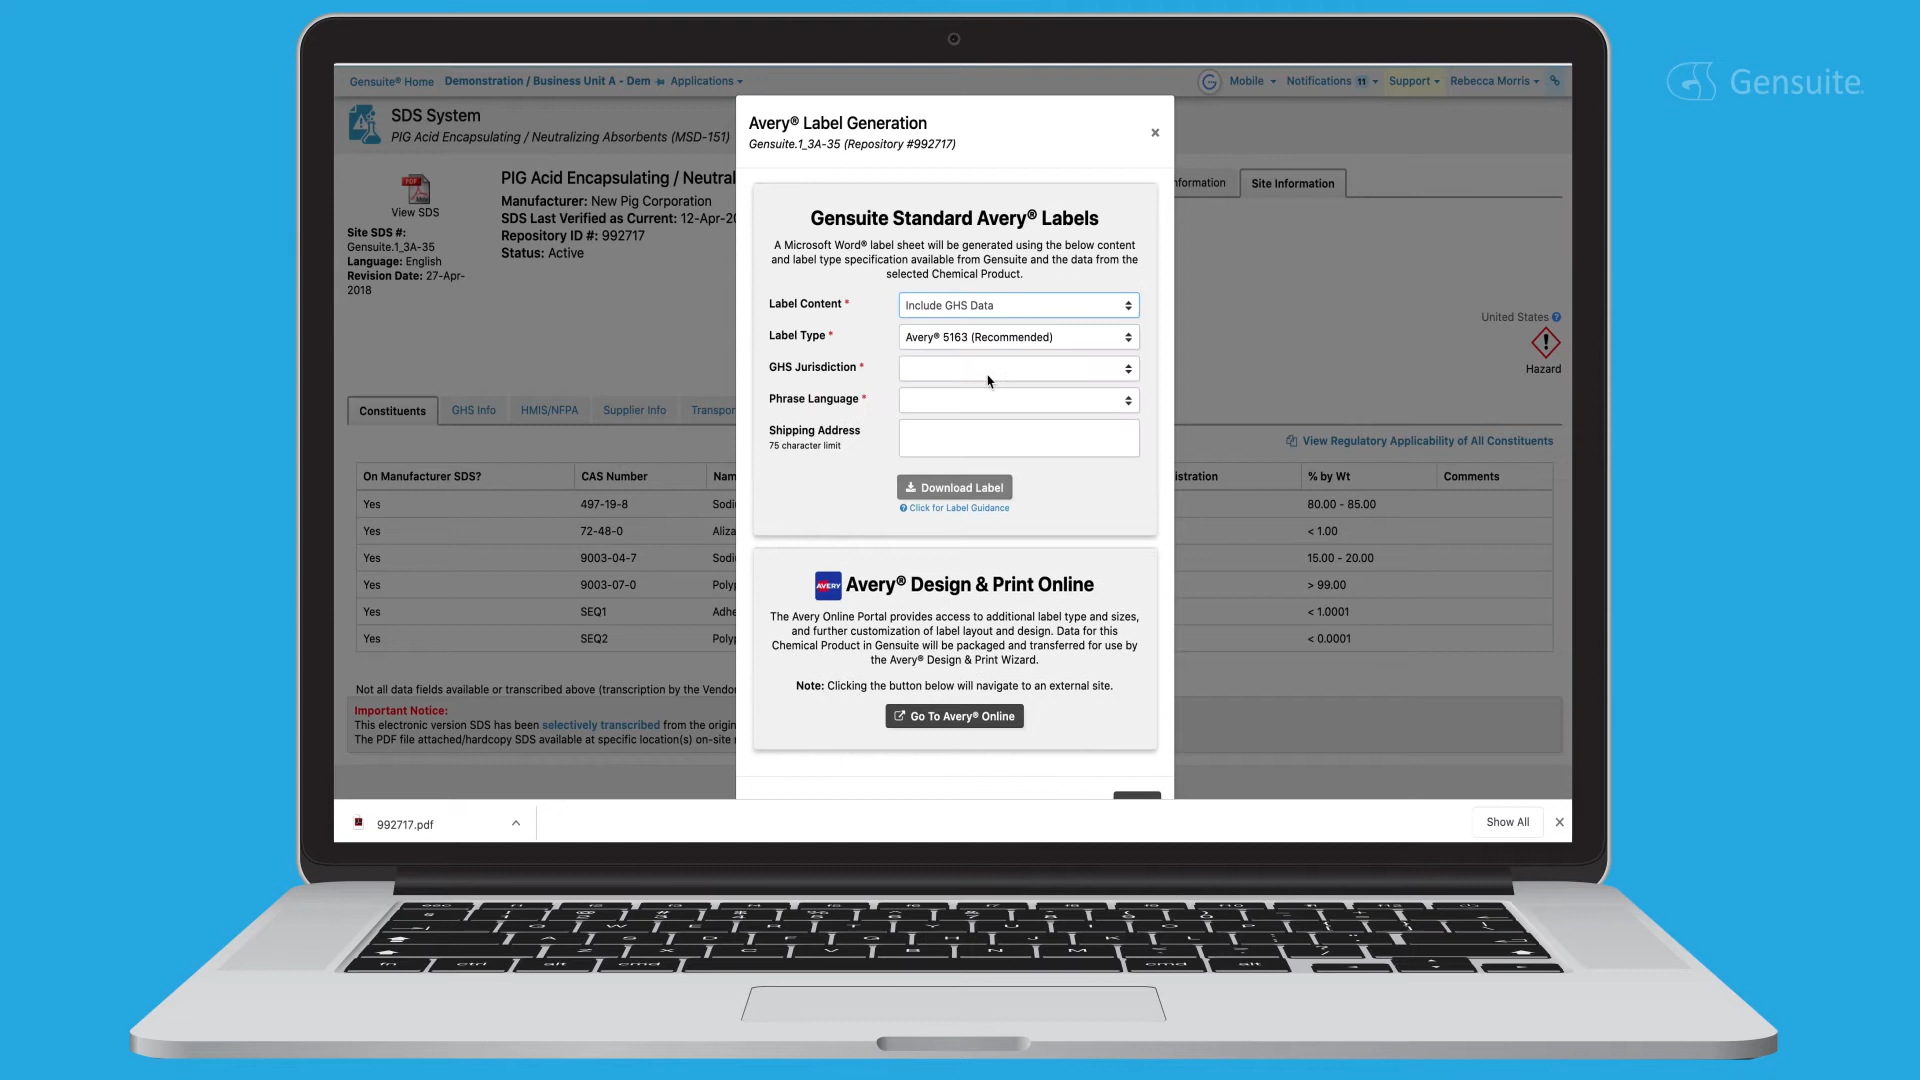 Gensuite
Gensuite® Home Demonstration / Business Unit A - Dem Applications Mobile Notifications 11 Support Rebecca Morris
SDS System
PIG Acid Encapsulating / Neutralizing Absorbents (MSD-151)
View SDS
Site SDS #:
Gensuite.1_3A-35
Language: English
Revision Date: 27-Apr-
2018
PIG Acid Encapsulating / Neutral
Manufacturer: New Pig Corporation
SDS Last Verified as Current: 12-Apr-20
Repository ID #: 992717
Status: Active
nformation Site Information
United States
Hazard
Avery® Label Generation
Gensuite.1_3A-35 (Repository #992717)
×
Gensuite Standard Avery® Labels
A Microsoft Word® label sheet will be generated using the below content
and label type specification available from Gensuite and the data from the
selected Chemical Product.
Label Content * Include GHS Data
Label Type * Avery® 5163 (Recommended)
GHS Jurisdiction *
Phrase Language *
Shipping Address
75 character limit
Download Label
Click for Label Guidance
AVERY Avery® Design & Print Online
The Avery Online Portal provides access to additional label type and sizes,
and further customization of label layout and design. Data for this
Chemical Product in Gensuite will be packaged and transferred for use by
the Avery® Design & Print Wizard.
Note: Clicking the button below will navigate to an external site.
Go To Avery® Online
Constituents GHS Info HMIS/NFPA Supplier Info Transpor
View Regulatory Applicability of All Constituents
On Manufacturer SDS? CAS Number Nam istration % by Wt Comments
Yes 497-19-8 Sodi 80.00 - 85.00
Yes 72-48-0 Aliza < 1.00
Yes 9003-04-7 Sodi 15.00 - 20.00
Yes 9003-07-0 Polyp > 99.00
Yes SEQ1 Adhe < 1.0001
Yes SEQ2 Polyp < 0.0001
Not all data fields available or transcribed above (transcription by the Vendo
Important Notice:
This electronic version SDS has been selectively transcribed from the origin
The PDF file attached/hardcopy SDS available at specific location(s) on-site
992717.pdf Show All